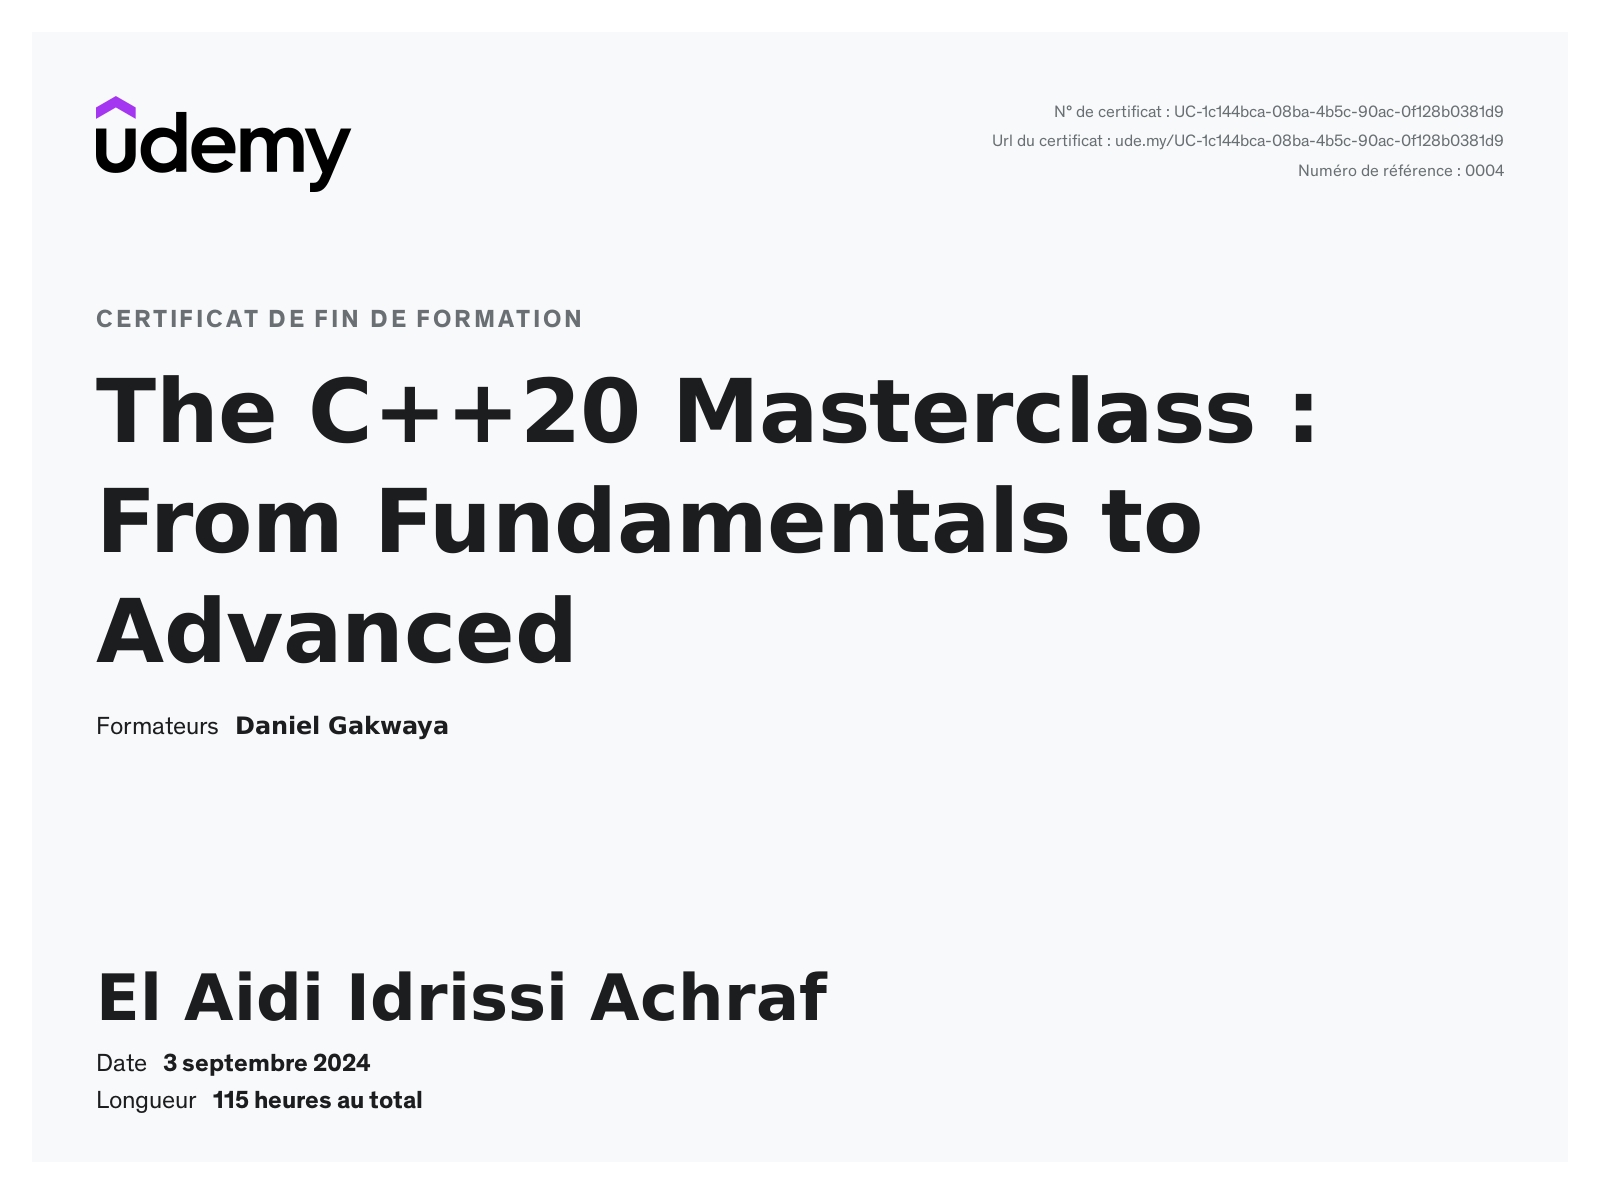 udemy
N° de certificat : UC-1c144bca-08ba-4b5c-90ac-0f128b0381d9
Url du certificat : ude.my/UC-1c144bca-08ba-4b5c-90ac-0f128b0381d9
Numéro de référence : 0004
CERTIFICAT DE FIN DE FORMATION
The C++20 Masterclass :
From Fundamentals to
Advanced
Formateurs Daniel Gakwaya
El Aidi Idrissi Achraf
Date 3 septembre 2024
Longueur 115 heures au total